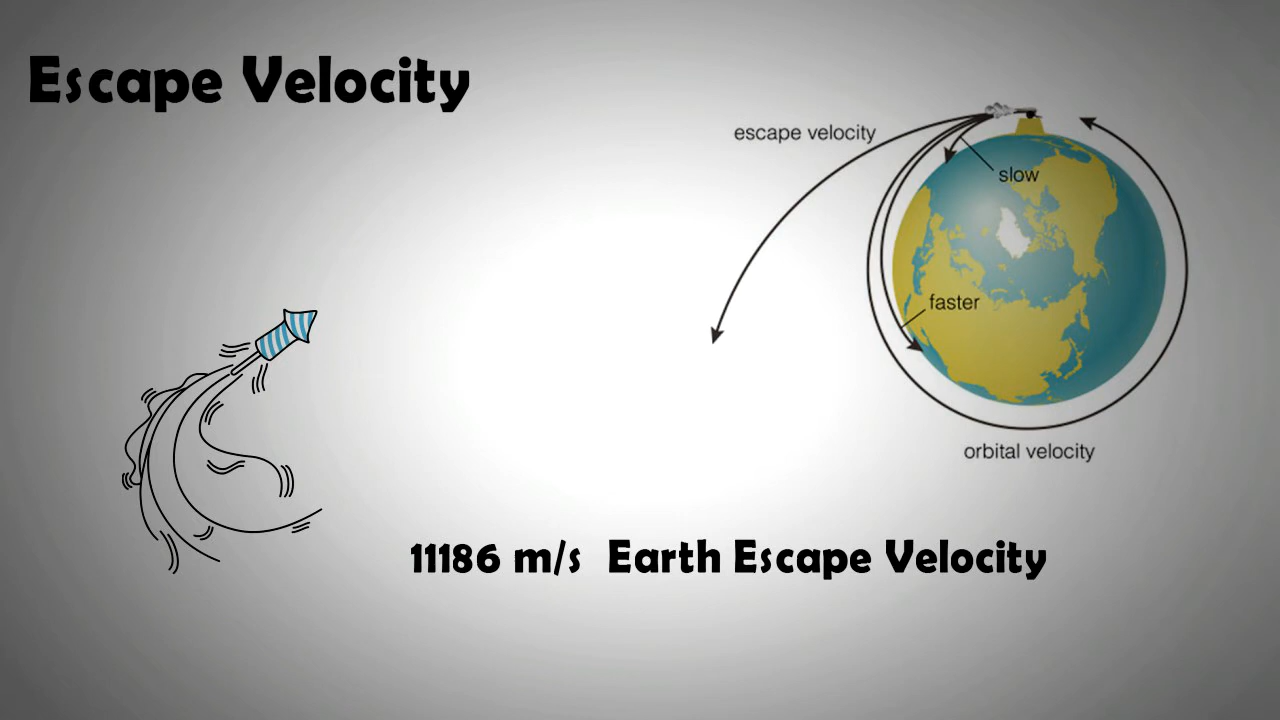 Escape Velocity
escape velocity
slow
faster
orbital velocity
11186 m/s Earth Escape Velocity